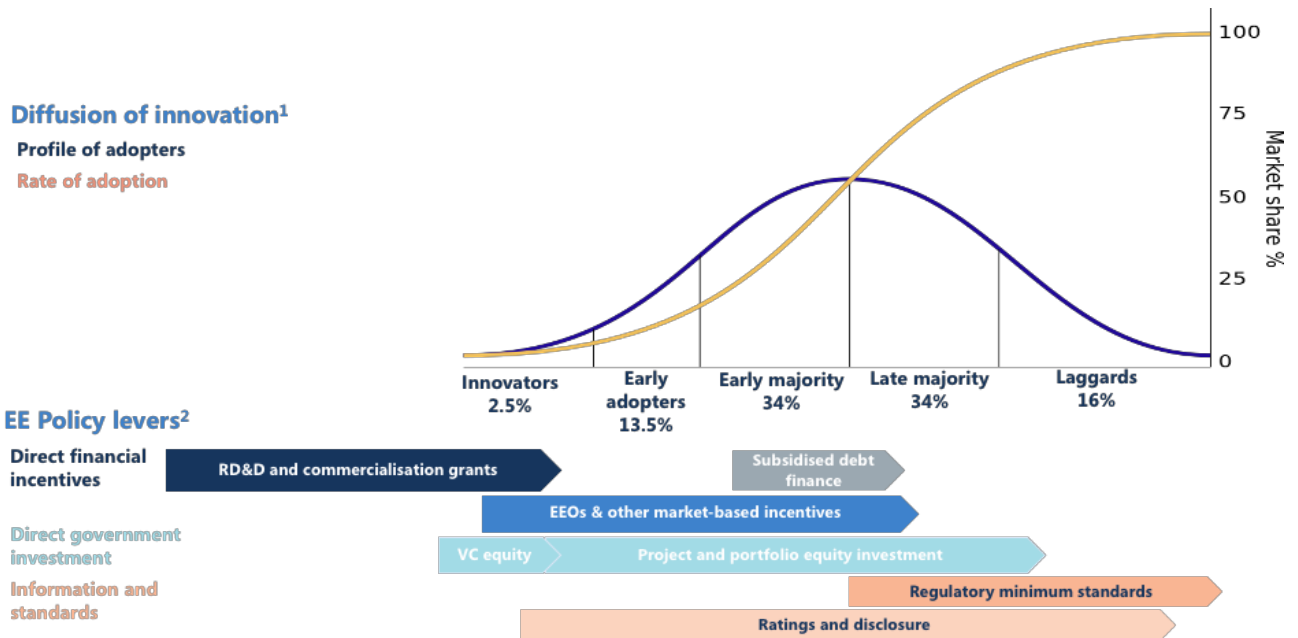 Diffusion of innovation¹
Profile of adopters
Rate of adoption
100
75
50
25
0
Market share %
Innovators
2.5%
Early
adopters
13.5%
Early majority
34%
Late majority
34%
Laggards
16%
EE Policy levers²
Direct financial
incentives
RD&D and commercialisation grants
Subsidised debt
finance
EEOs & other market-based incentives
Direct government
investment
VC equity
Project and portfolio equity investment
Information and
standards
Regulatory minimum standards
Ratings and disclosure